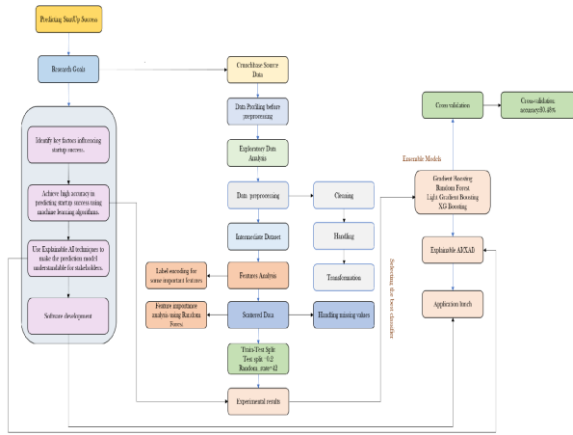 Predicting StartUp Success
Research Goals
Identify key factors influencing
startup success.
Achieve high accuracy in
predicting startup success using
machine learning algorithms.
Use Explainable AI techniques to
make the prediction model
understandable for stakeholders.
Software development
Crunchbase Source
Data
Data Profiling before
preprocessing
Exploratory Data
Analysis
Data preprocessing
Cleaning
Handling
Transformation
Intermediate Dataset
Label encoding for
some important features
Features Analysis
Feature importance
analysis using Random
Forest
Data
Handling missing values
Train-Test Split
Test split -0.2
Random_state=42
Experimental results
Selecting the best classifier
Cross validation
Cross-validation
Ensemble Models
Gradient Boosting
Random Forest
Light Gradient Boosting
XG Boosting
Explainable
Application lunch